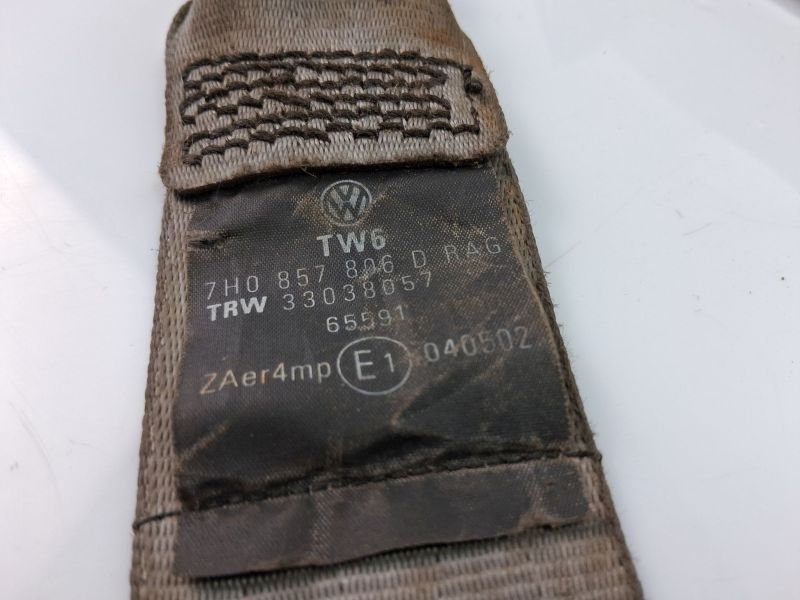 TW6
7H0 857 806 D RAG
TRW 33038057
65591
ZAer4mp E1 040502